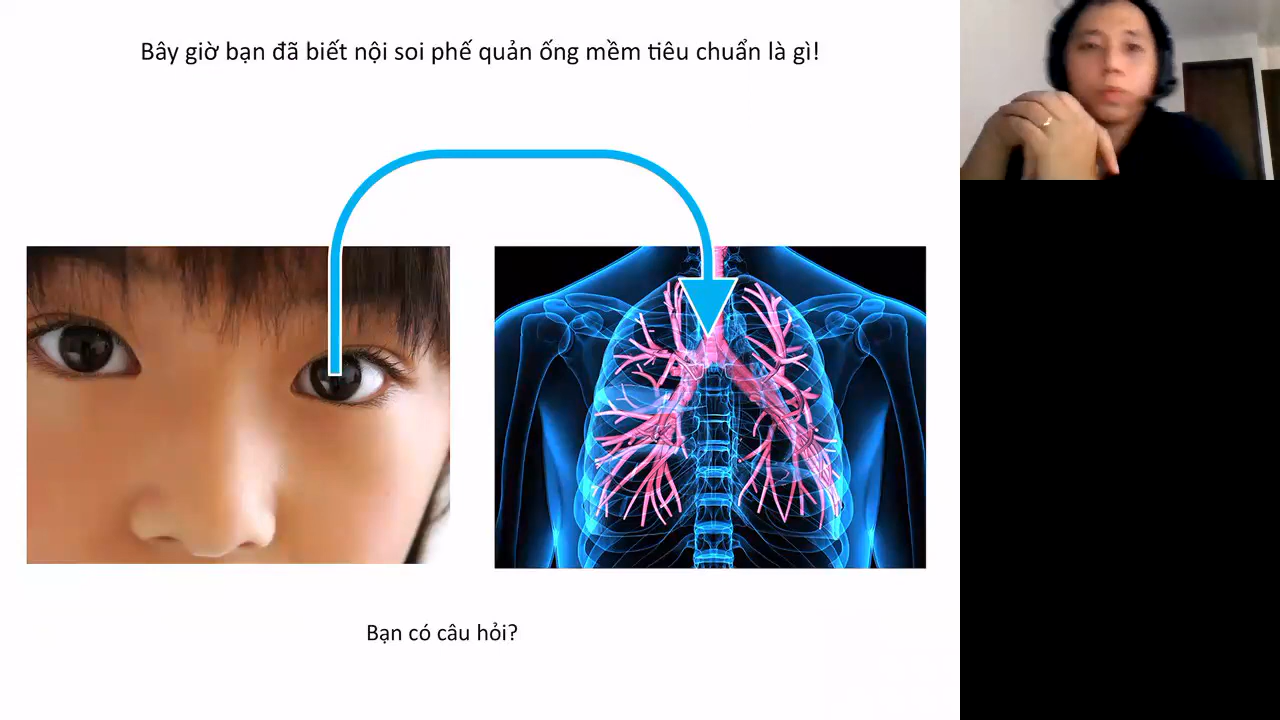 Bây giờ bạn đã biết nội soi phế quản ống mềm tiêu chuẩn là gì!
Bạn có câu hỏi?